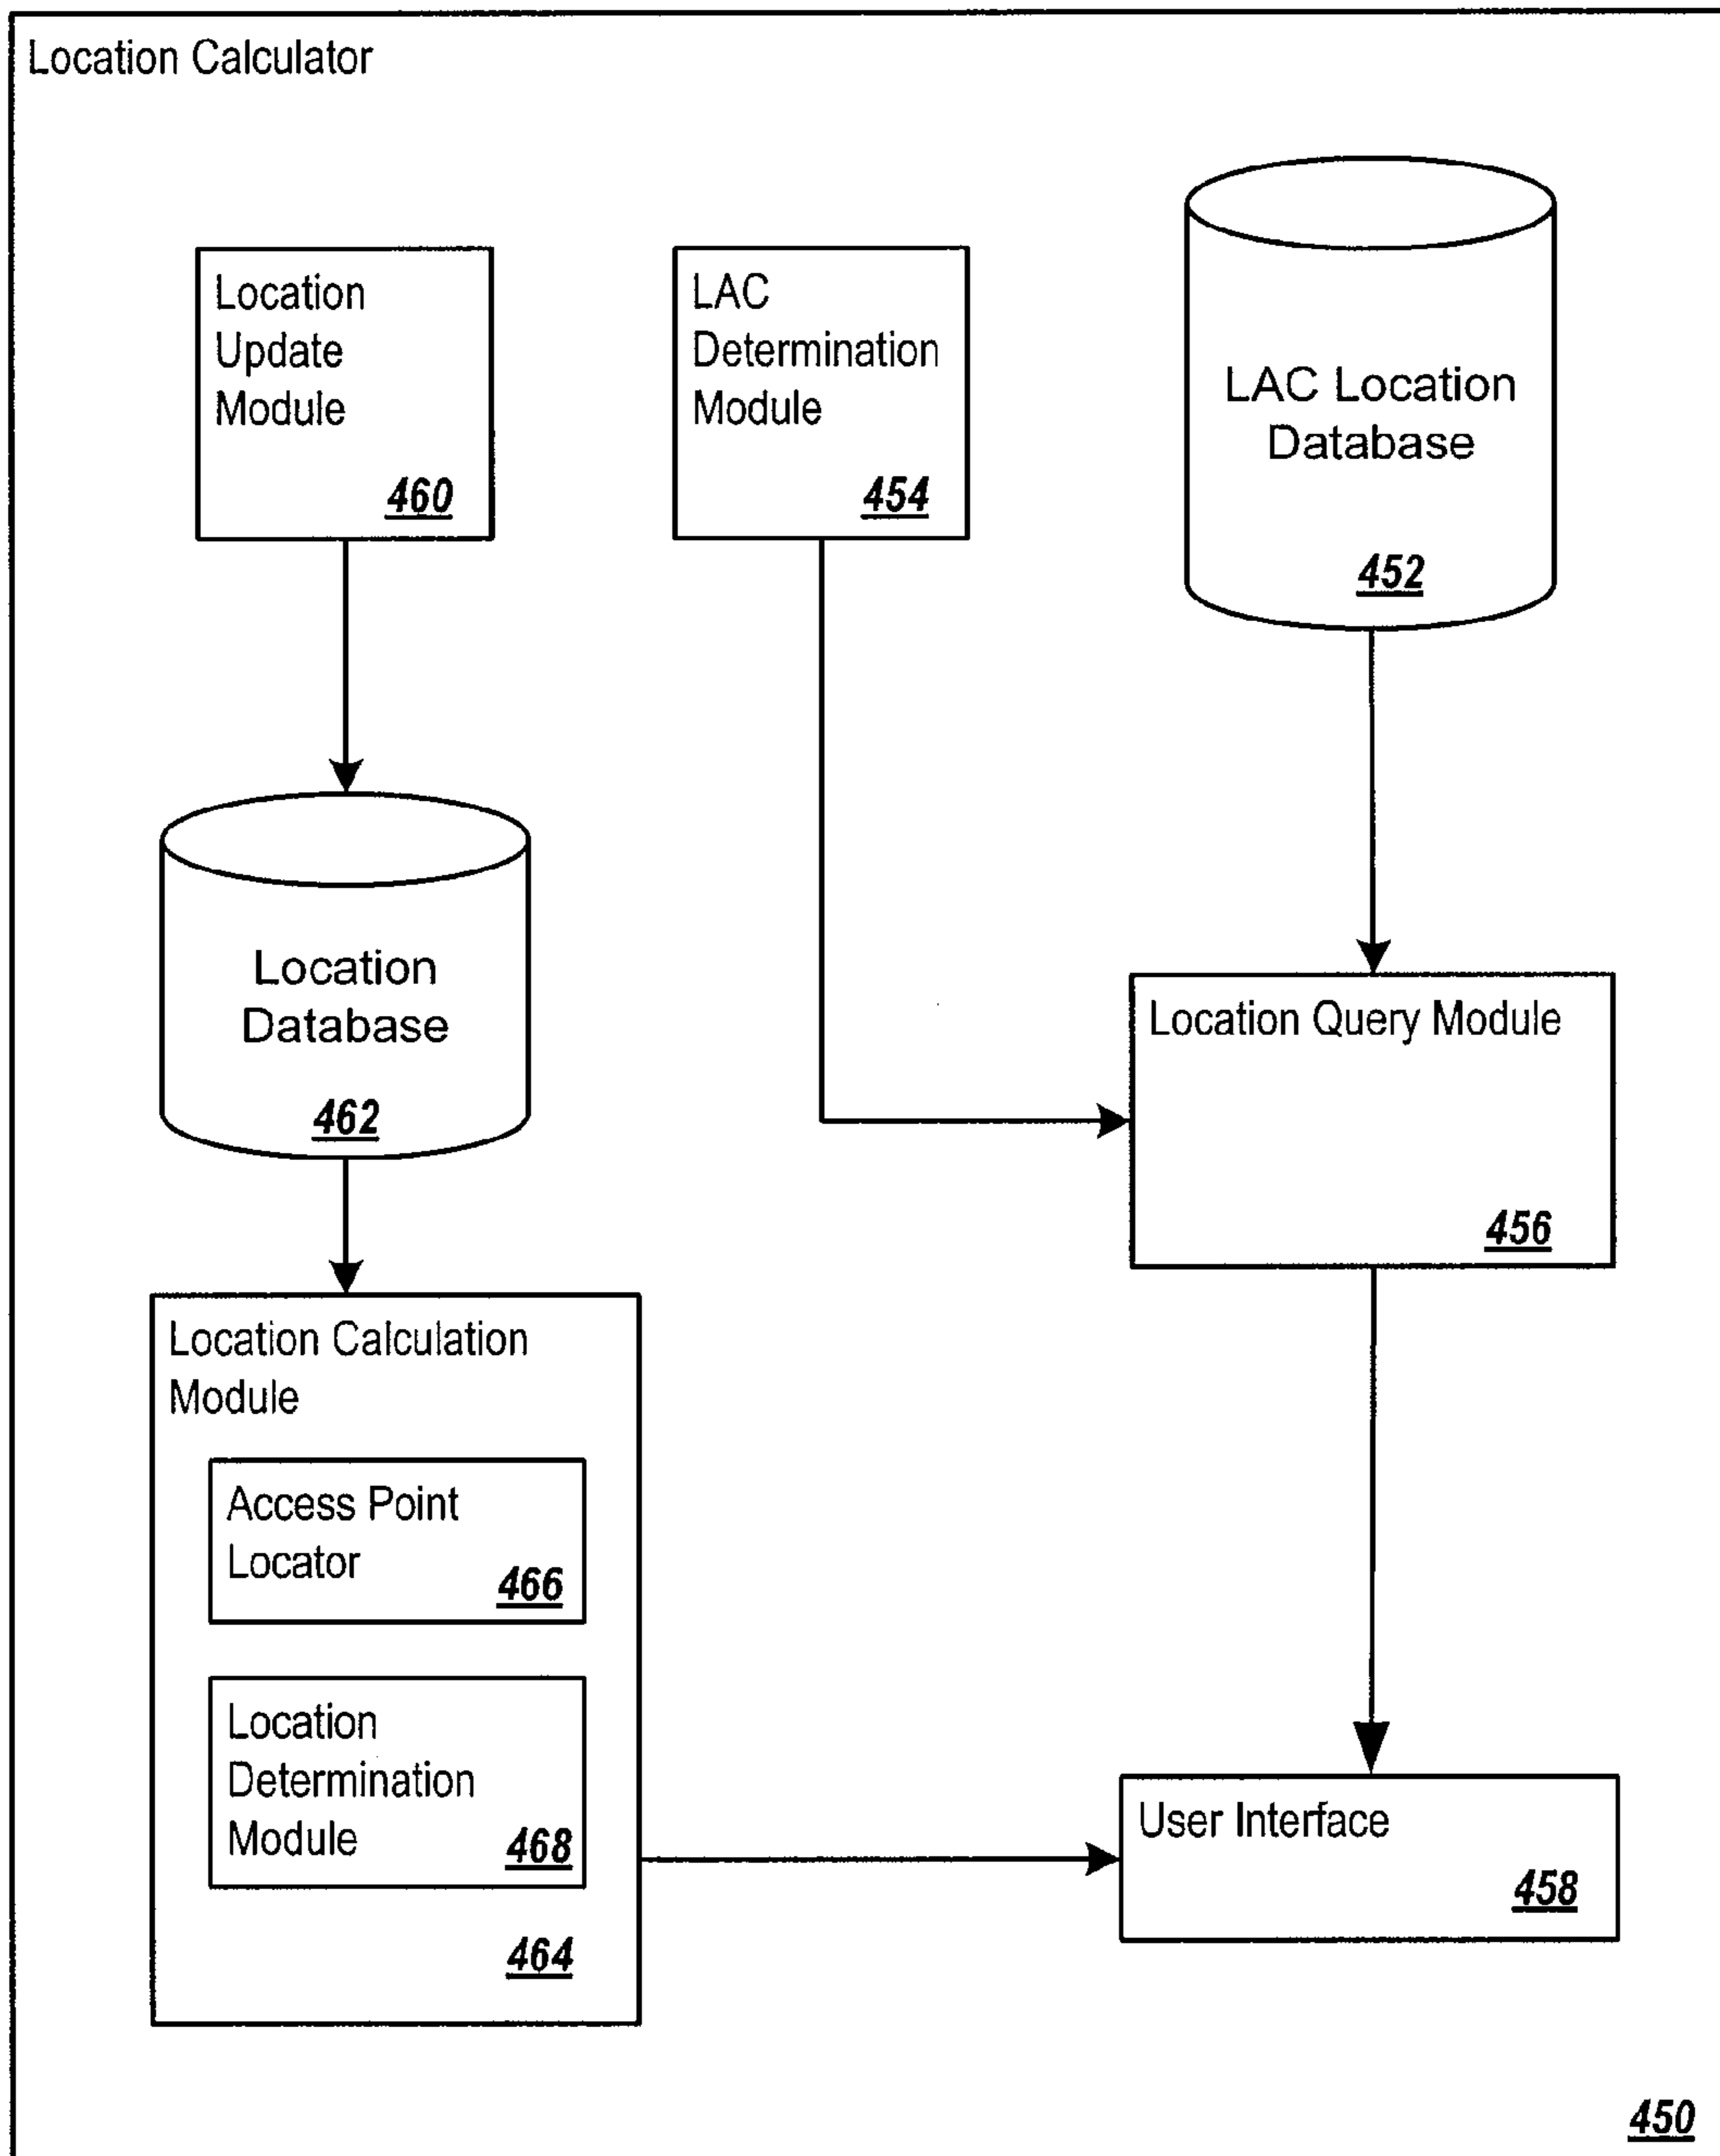 Location Calculator
Location
Update
Module
460
LAC
Determination
Module
454
LAC Location
Database
452
Location
Database
462
Location Query Module
456
Location Calculation
Module
Access Point
Locator
466
Location
Determination
Module
468
464
User Interface
458
450